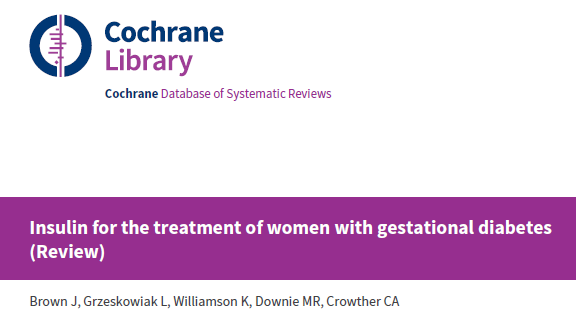 Cochrane
Library
Cochrane Database of Systematic Reviews
Insulin for the treatment of women with gestational diabetes
(Review)
Brown J, Grzeskowiak L, Williamson K, Downie MR, Crowther CA